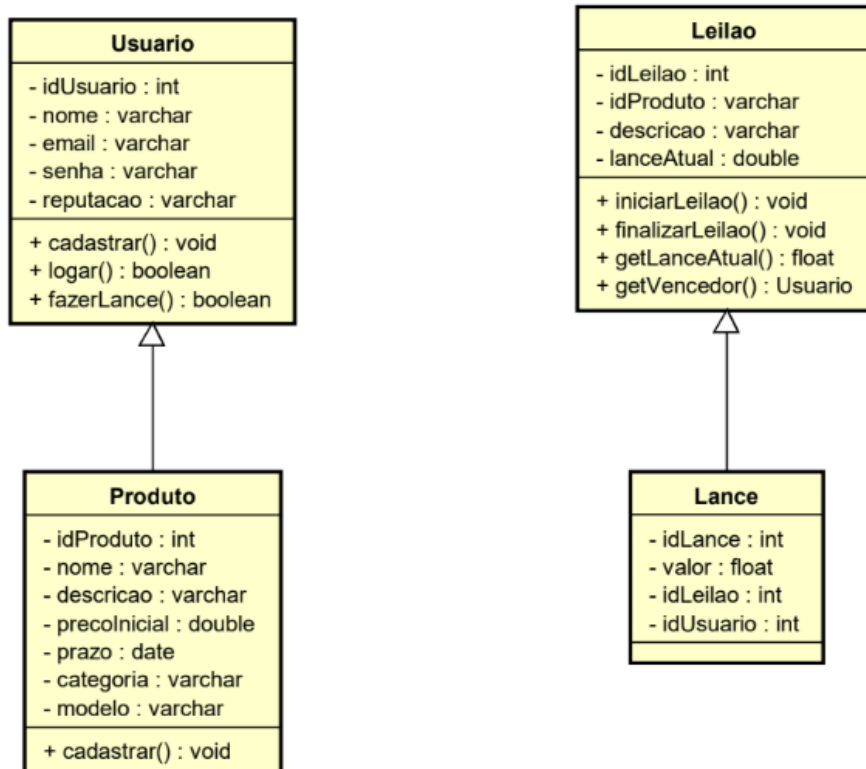 Usuario
- idUsuario : int
- nome : varchar
- email : varchar
- senha : varchar
- reputacao : varchar
+ cadastrar() : void
+ logar() : boolean
+ fazerLance() : boolean
Leilao
- idLeilao : int
- idProduto : varchar
- descricao : varchar
- lanceAtual : double
+ iniciarLeilao() : void
+ finalizarLeilao() : void
+ getLanceAtual() : float
+ getVencedor() : Usuario
Produto
- idProduto : int
- nome : varchar
- descricao : varchar
- precoInicial : double
- prazo : date
- categoria : varchar
- modelo : varchar
+ cadastrar() : void
Lance
- idLance : int
- valor : float
- idLeilao : int
- idUsuario : int